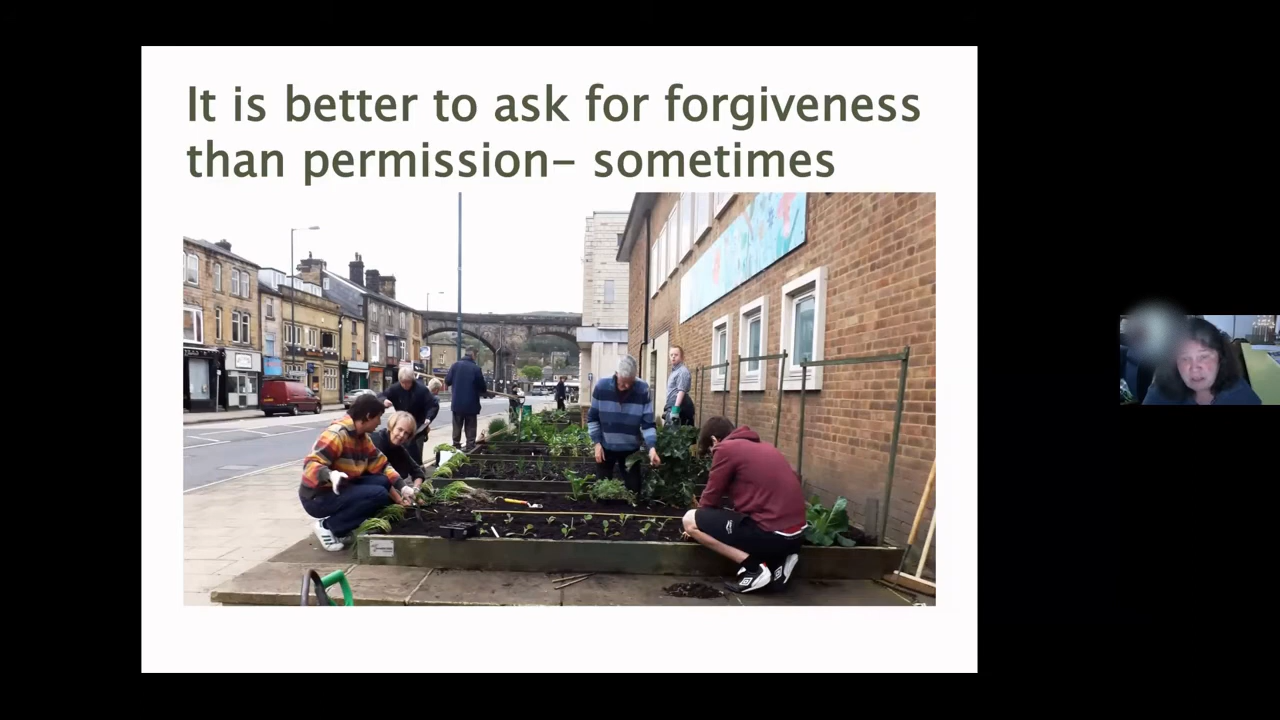 It is better to ask for forgiveness
than permission– sometimes